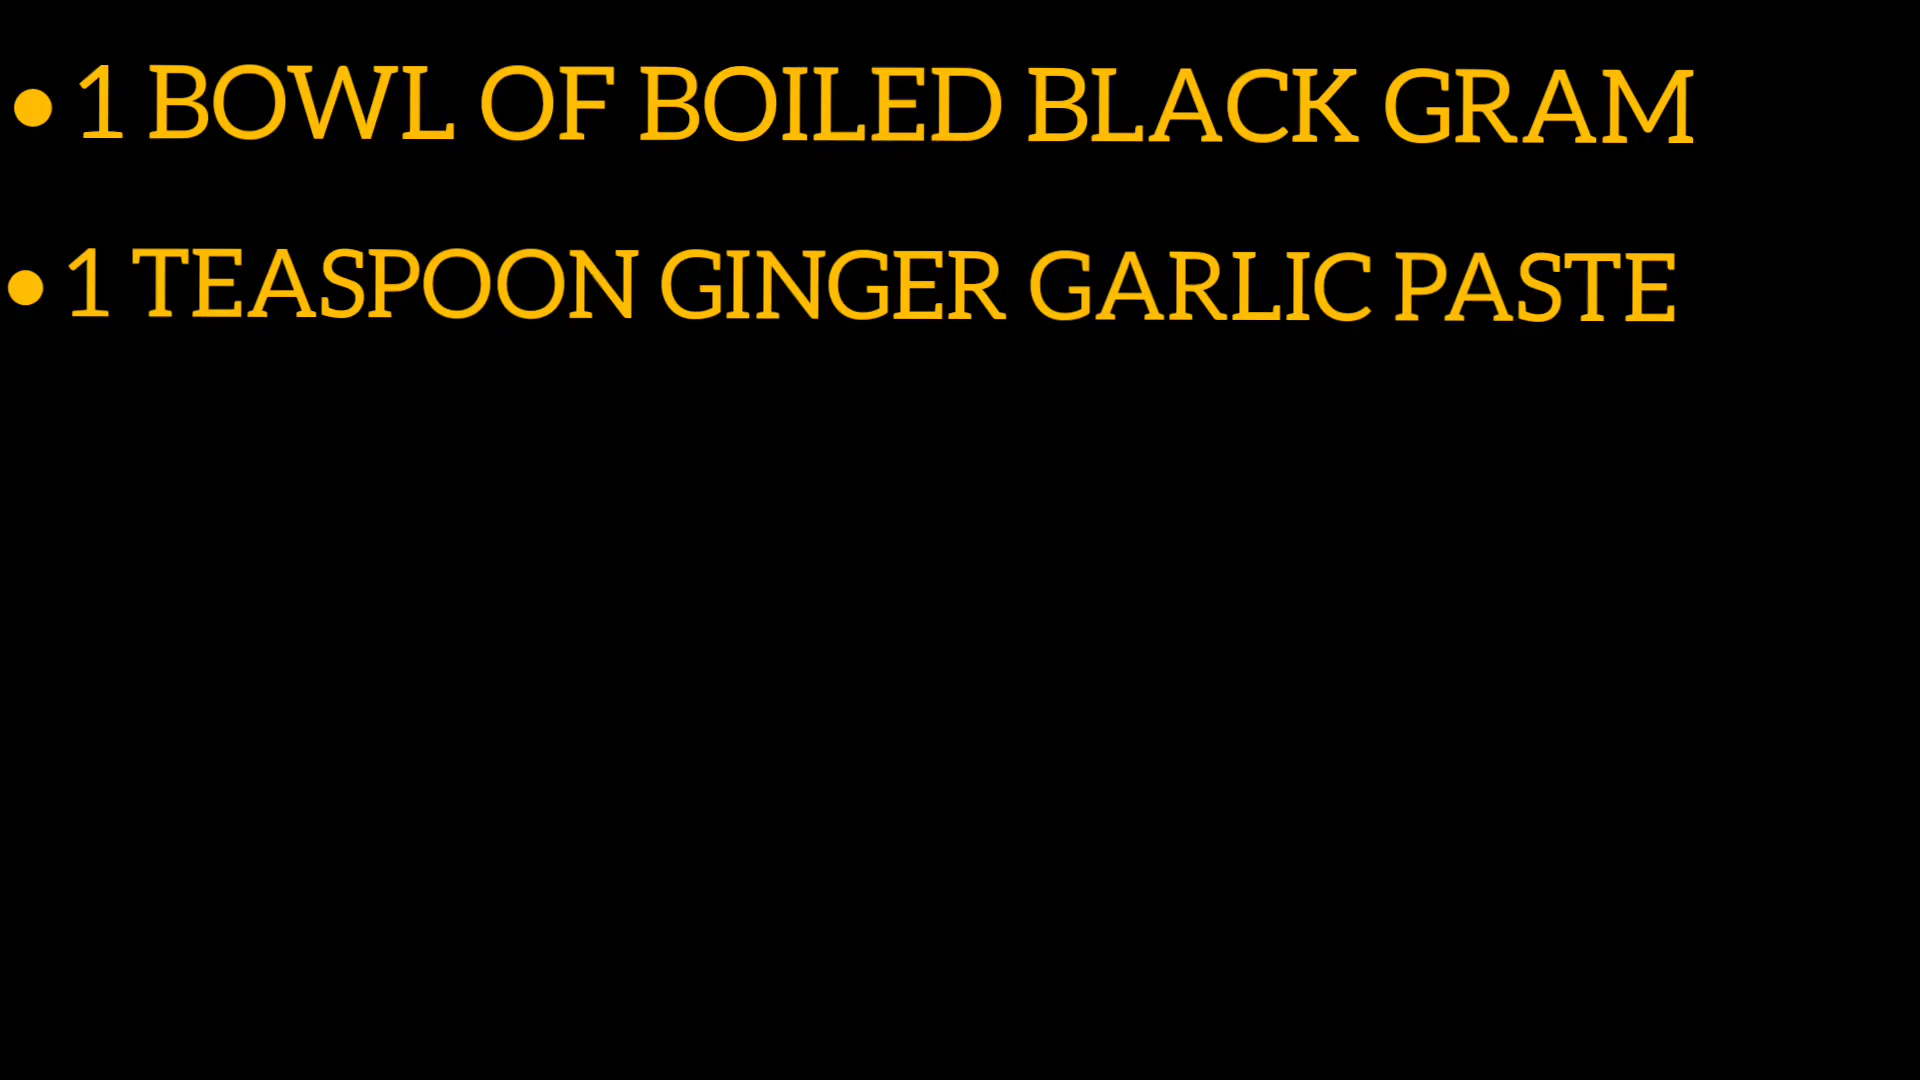 • 1 BOWL OF BOILED BLACK GRAM
• 1 TEASPOON GINGER GARLIC PASTE